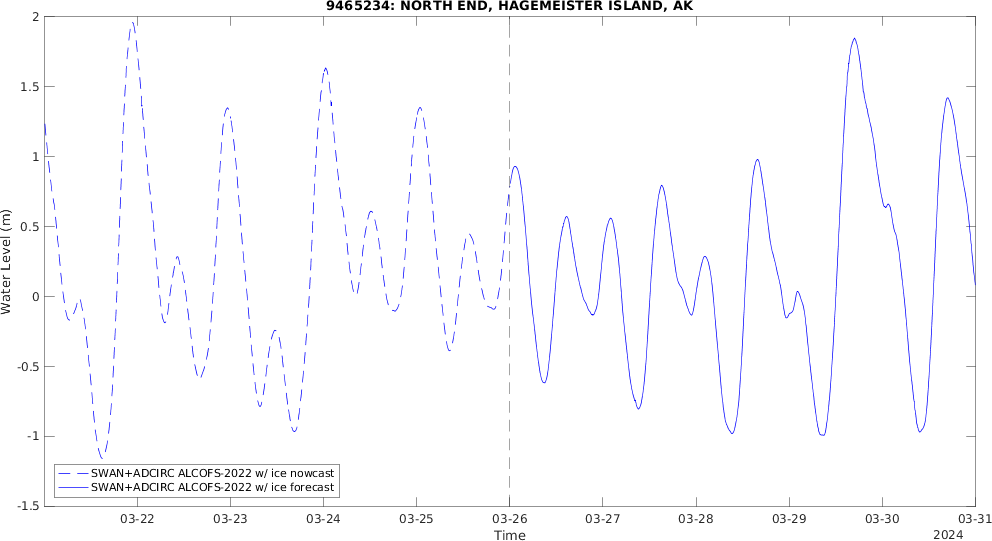 9465234: NORTH END, HAGEMEISTER ISLAND, AK
2
1.5
1
0.5
0
-0.5
-1
-1.5
Water Level (m)
SWAN+ADCIRC ALCOFS-2022 w/ ice nowcast
SWAN+ADCIRC ALCOFS-2022 w/ ice forecast
03-22 03-23 03-24 03-25 03-26 03-27 03-28 03-29 03-30 03-31
Time
2024